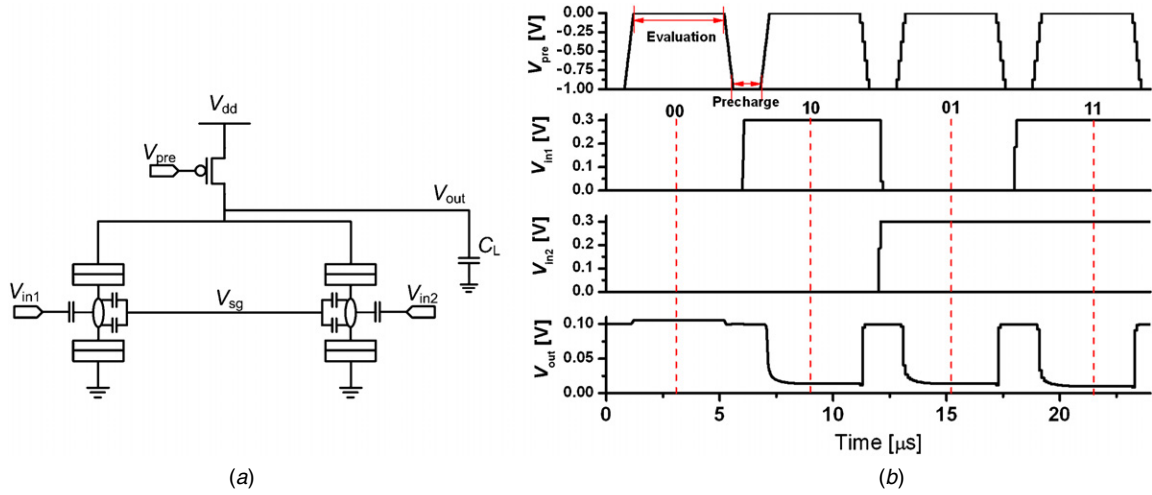 V_dd
V_pre
V_out
C_L
V_in1
V_sg
V_in2
(a)
V_pre [V]
0.00
-0.25
-0.50
-0.75
-1.00
Evaluation
Precharge
00
10
01
11
V_in1 [V]
0.3
0.2
0.1
0.0
V_in2 [V]
0.3
0.2
0.1
0.0
V_out [V]
0.10
0.05
0.00
0
5
10
15
20
Time [μs]
(b)